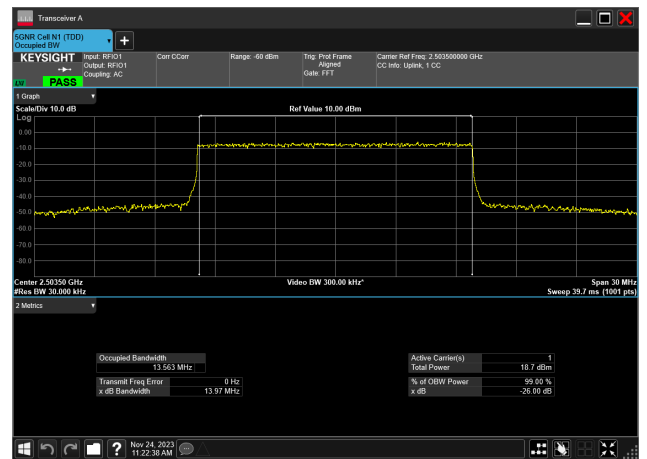 Transceiver A
5GNR Cell N1 (TDD)
Occupied BW
KEYSIGHT
LXI
PASS
Input: RFIO1
Output: RFIO1
Coupling: AC
Corr CCorr
Range: -60 dBm
Trig: Prot Frame
Aligned
Gate: FFT
Carrier Ref Freq: 2.503500000 GHz
CC Info: Uplink, 1 CC
1 Graph
Scale/Div 10.0 dB
Ref Value 10.00 dBm
Log
0.00
-10.0
-20.0
-30.0
-40.0
-50.0
-60.0
-70.0
-80.0
Center 2.50350 GHz
Video BW 300.00 kHz*
Span 30 MHz
#Res BW 30.000 kHz
Sweep 39.7 ms (1001 pts)
2 Metrics
Occupied Bandwidth
13.563 MHz
Active Carrier(s) 1
Total Power 18.7 dBm
Transmit Freq Error 0 Hz
x dB Bandwidth 13.97 MHz
% of OBW Power 99.00 %
x dB -26.00 dB
Nov 24, 2023
11:22:38 AM